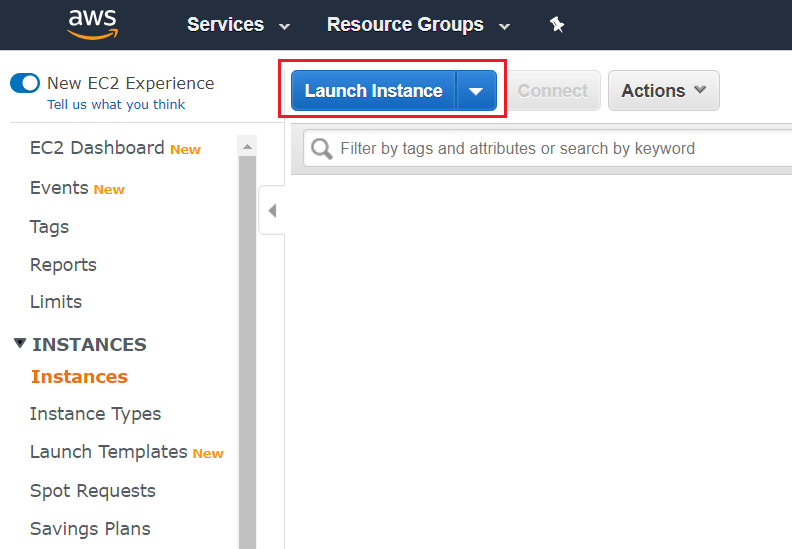 aws Services Resource Groups
New EC2 Experience
Tell us what you think
Launch Instance Connect Actions
Filter by tags and attributes or search by keyword
EC2 Dashboard New
Events New
Tags
Reports
Limits
INSTANCES
Instances
Instance Types
Launch Templates New
Spot Requests
Savings Plans